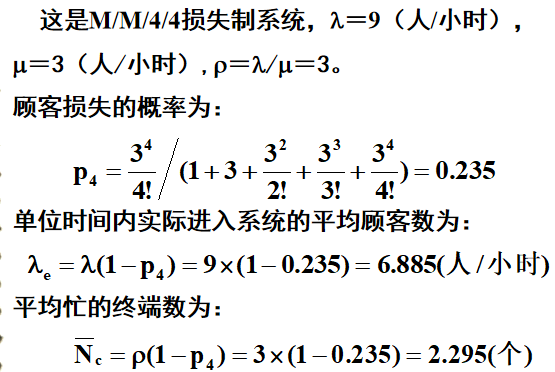 这是M/M/4/4损失制系统，λ＝9（人/小时），
μ＝3（人/小时）,ρ＝λ/μ＝3。
顾客损失的概率为：
p₄ = 3⁴/4! / (1 + 3 + 3²/2! + 3³/3! + 3⁴/4!) = 0.235
单位时间内实际进入系统的平均顾客数为：
λₑ = λ(1 − p₄) = 9 × (1 − 0.235) = 6.885(人/小时)
平均忙的终端数为：
N̅c = ρ(1 − p₄) = 3 × (1 − 0.235) = 2.295(个)